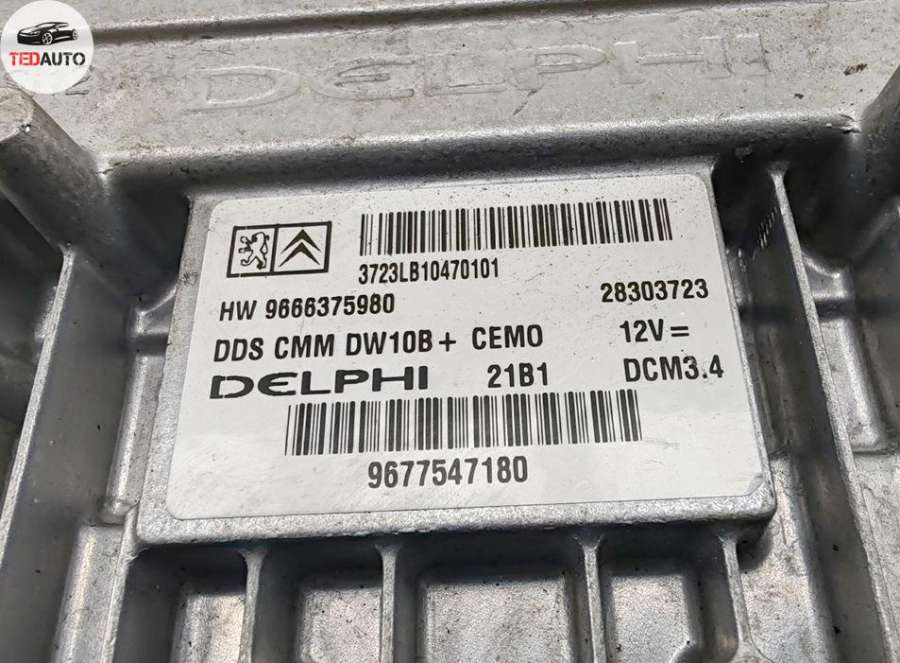 TEDAUTO
DELPHI
3723LB10470101
HW 9666375980
28303723
DDS CMM DW10B + CEMO
12V =
DELPHI
21B1
DCM3.4
9677547180